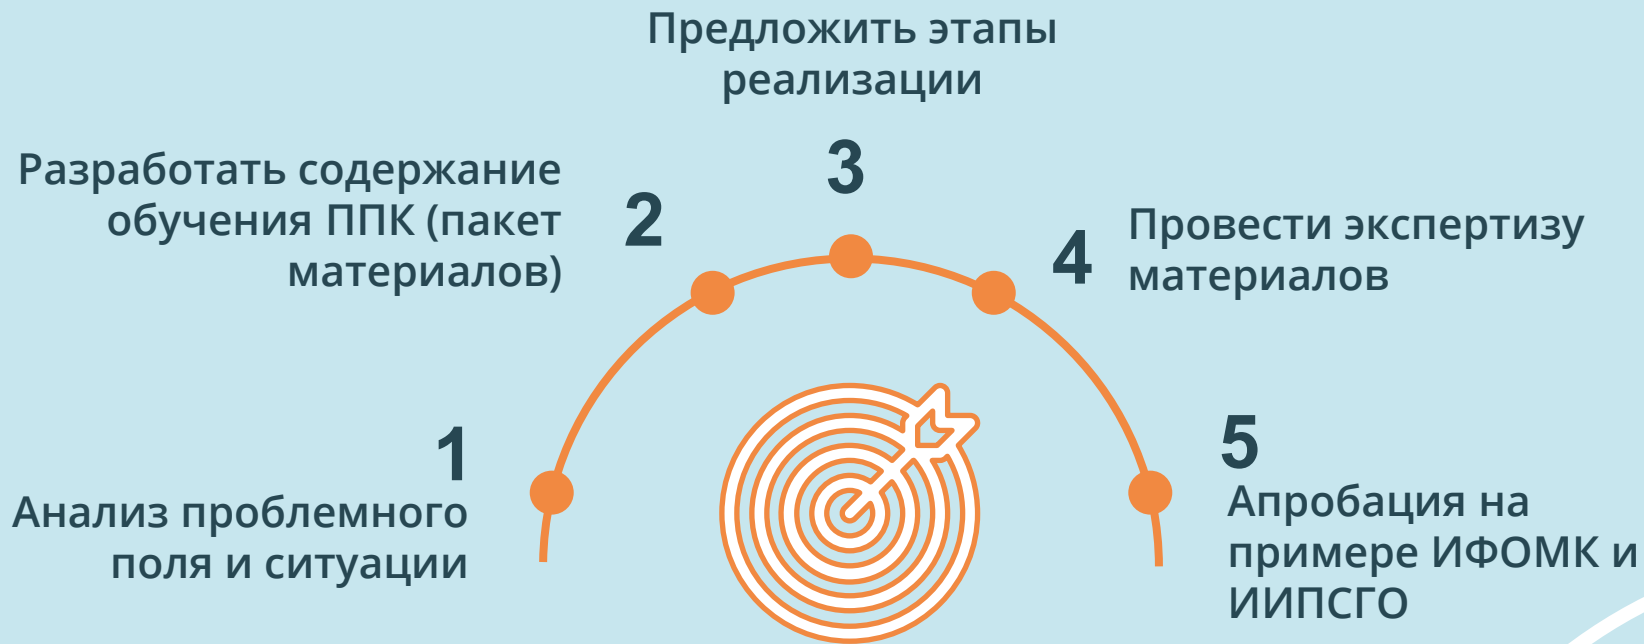 1
Анализ проблемного
поля и ситуации
2
Разработать содержание
обучения ППК (пакет
материалов)
3
Предложить этапы
реализации
4
Провести экспертизу
материалов
5
Апробация на
примере ИФОМК и
ИИПСГО